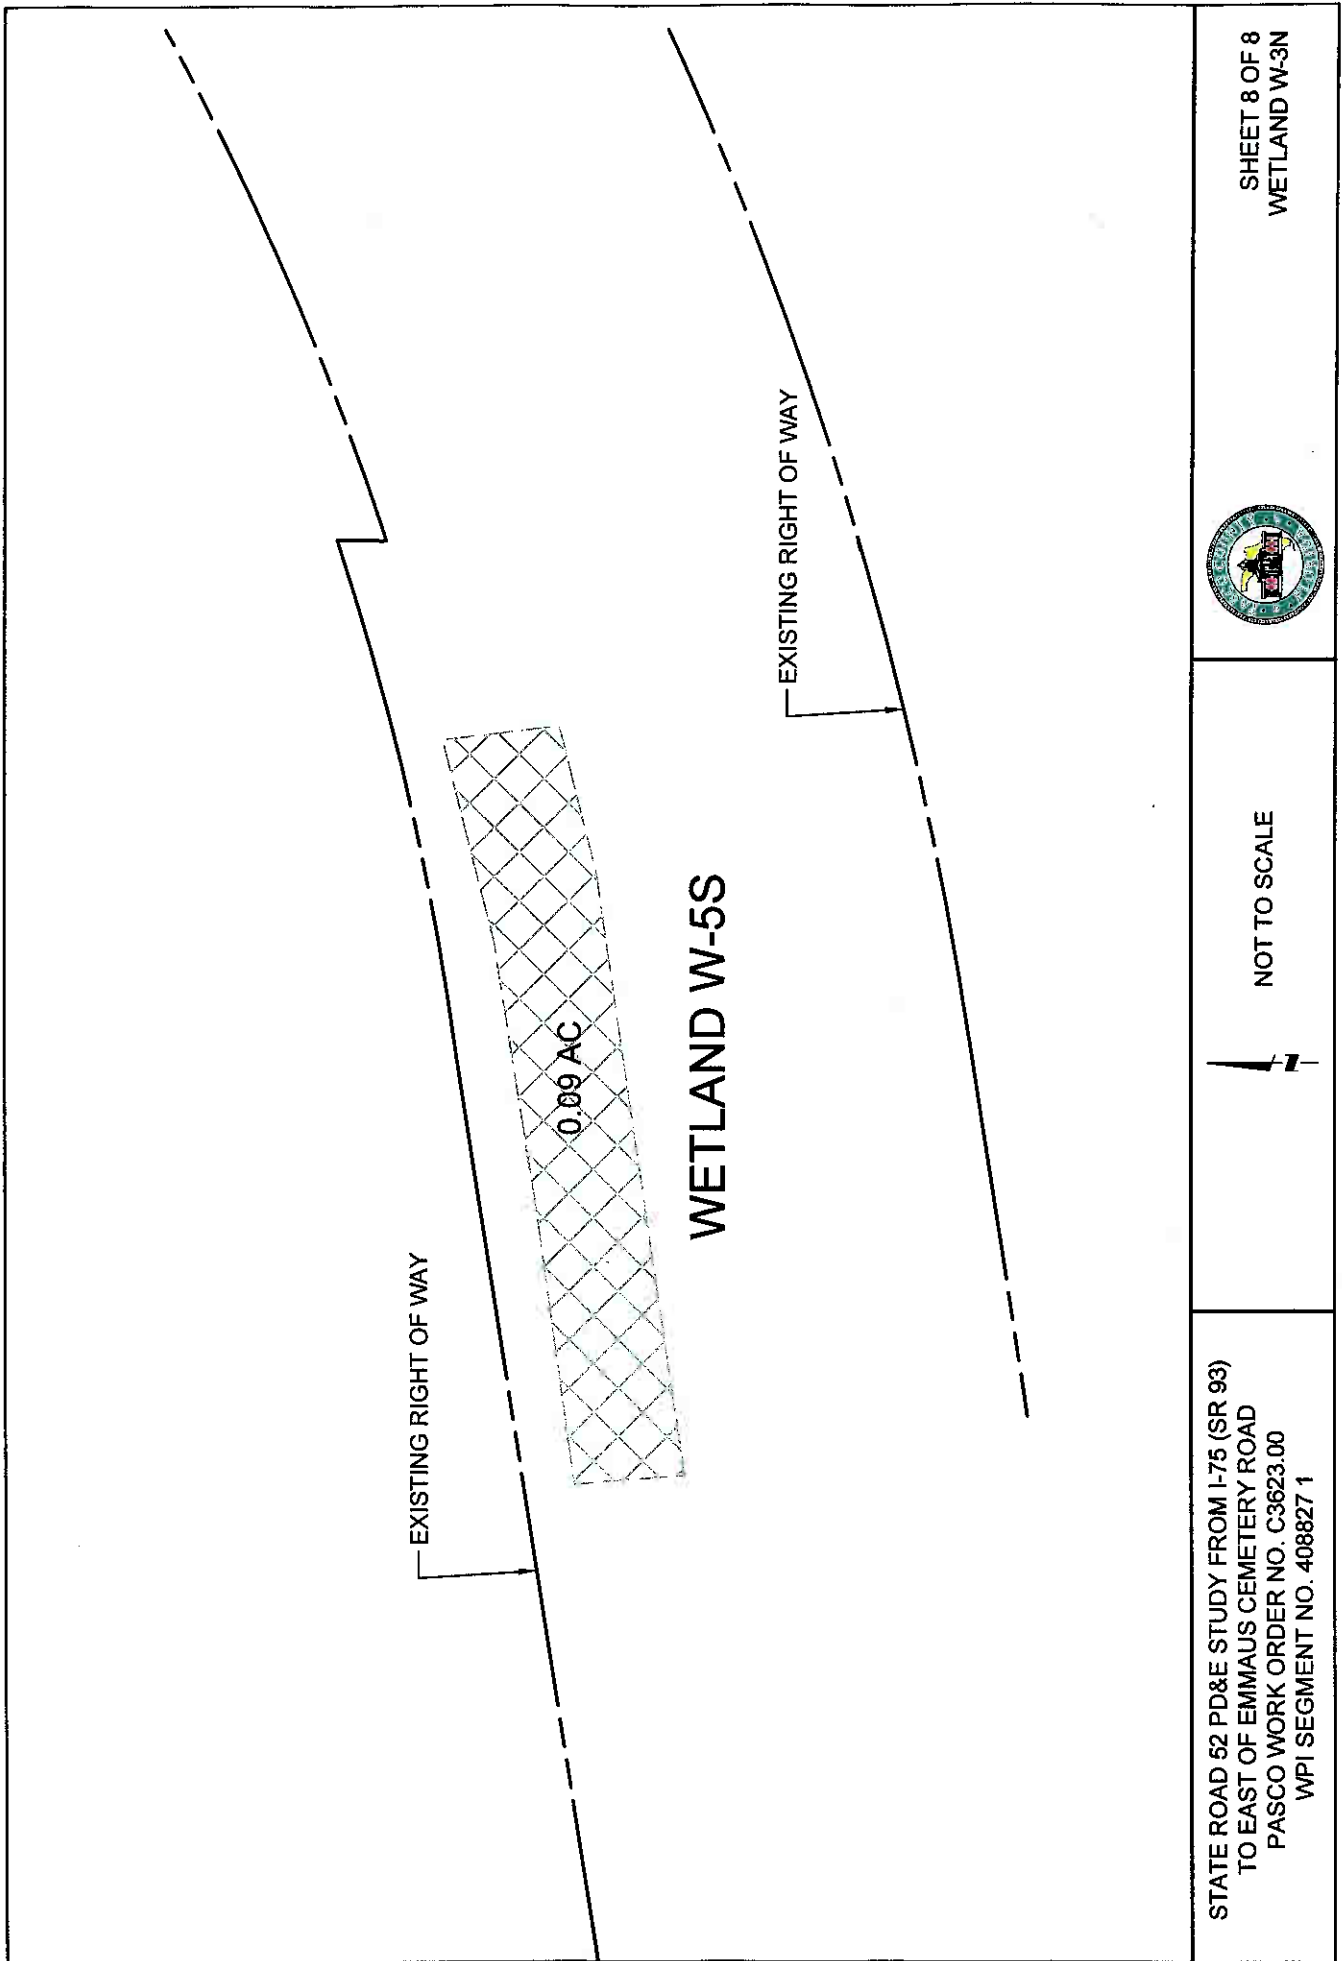 EXISTING RIGHT OF WAY
0.09 AC
WETLAND W-5S
EXISTING RIGHT OF WAY
STATE ROAD 52 PD&E STUDY FROM I-75 (SR 93)
TO EAST OF EMMAUS CEMETERY ROAD
PASCO WORK ORDER NO. C3623.00
WPI SEGMENT NO. 408827 1
NOT TO SCALE
SHEET 8 OF 8
WETLAND W-3N